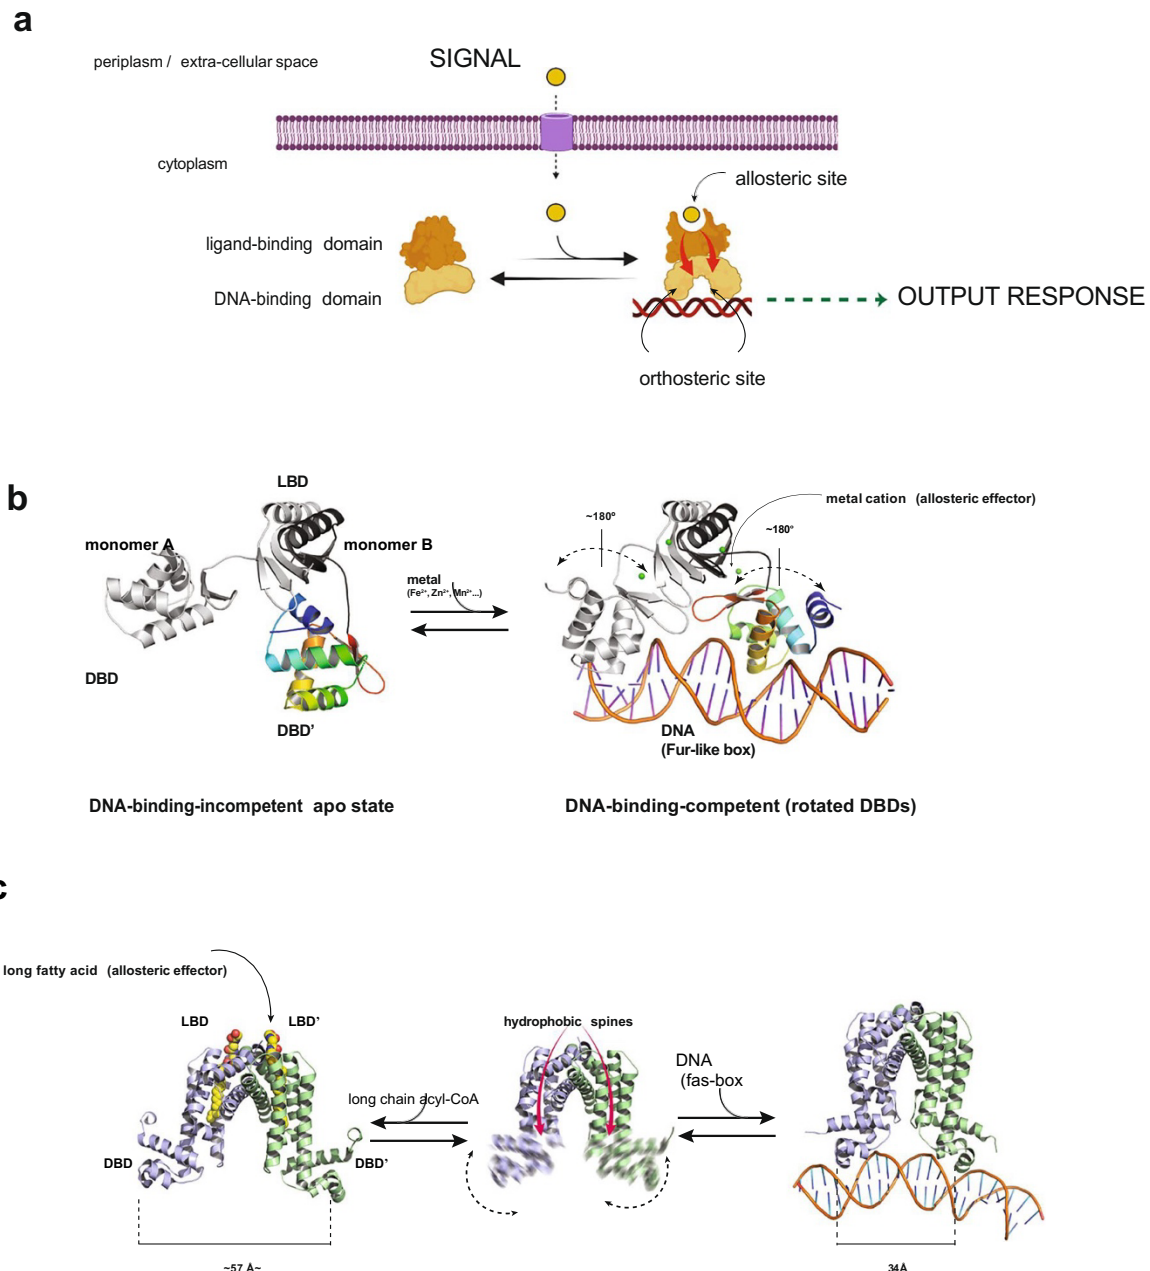 a
periplasm / extra-cellular space
SIGNAL
cytoplasm
allosteric site
ligand-binding domain
DNA-binding domain
OUTPUT RESPONSE
orthosteric site
b
LBD
monomer A
monomer B
DBD
DBD’
metal
(Fe²⁺, Zn²⁺, Mn²⁺...)
~180º
~180°
metal cation (allosteric effector)
DNA
(Fur-like box)
DNA-binding-incompetent apo state
DNA-binding-competent (rotated DBDs)
c
long fatty acid (allosteric effector)
LBD
LBD’
DBD
DBD’
~57 Å~
long chain acyl-CoA
hydrophobic spines
DNA
(fas-box
34Å